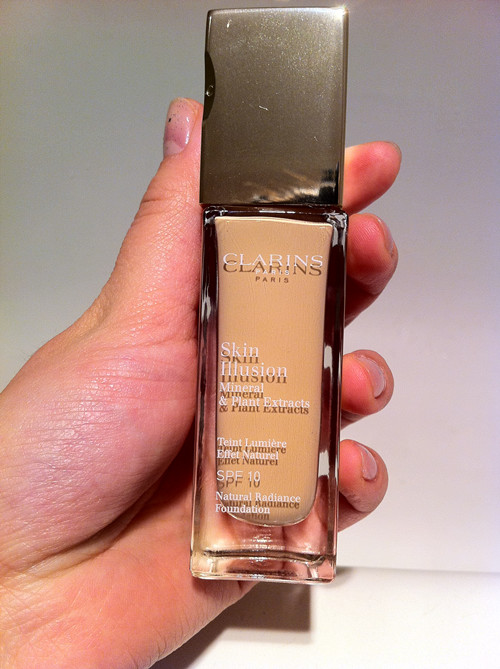 CLARINS
PARIS
Skin
Illusion
Mineral
& Plant Extracts
Teint Lumière
Effet Naturel
SPF 10
Natural Radiance
Foundation